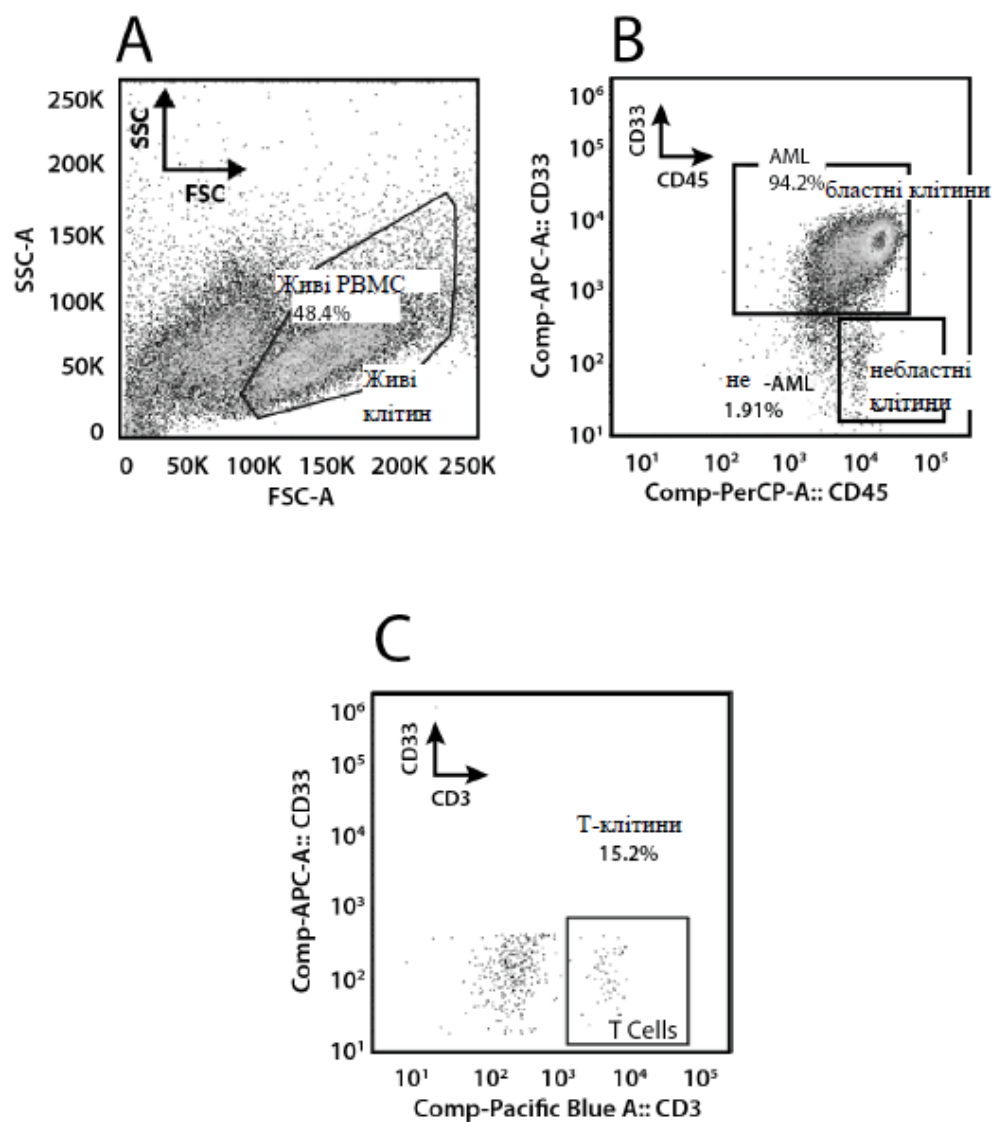 A
250K
200K
150K
100K
50K
0
SSC-A
SSC
FSC
Живі PBMC
48.4%
Живі
клітин
0 50K 100K 150K 200K 250K
FSC-A
B
10⁶
10⁵
10⁴
10³
10²
10¹
Comp-APC-A:: CD33
CD33
CD45
AML
94.2%
бластні клітини
не -AML
1.91%
небластні
клітини
10¹ 10² 10³ 10⁴ 10⁵
Comp-PerCP-A:: CD45
C
10⁶
10⁵
10⁴
10³
10²
10¹
Comp-APC-A:: CD33
CD33
CD3
Т-клітини
15.2%
T Cells
10¹ 10² 10³ 10⁴ 10⁵
Comp-Pacific Blue A:: CD3